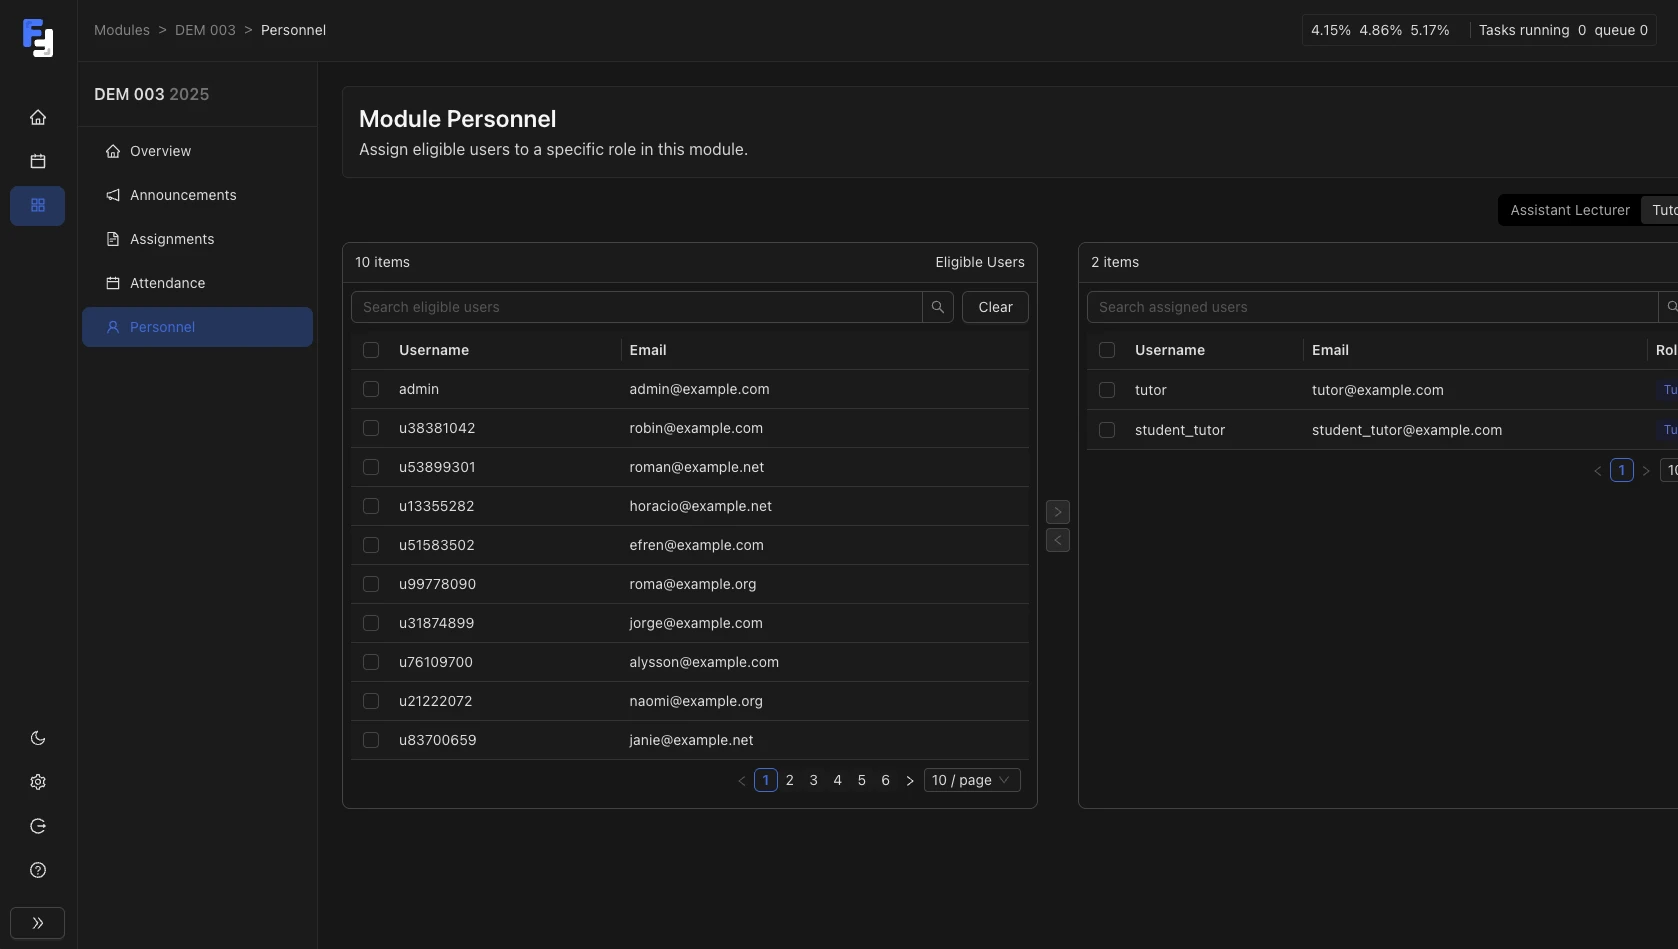 Modules > DEM 003 > Personnel
4.15% 4.86% 5.17% Tasks running 0 queue 0
DEM 003 2025
Overview
Announcements
Assignments
Attendance
Personnel
Module Personnel
Assign eligible users to a specific role in this module.
Assistant Lecturer
10 items Eligible Users
Search eligible users Clear
Username Email
admin admin@example.com
u38381042 robin@example.com
u53899301 roman@example.net
u13355282 horacio@example.net
u51583502 efren@example.com
u99778090 roma@example.org
u31874899 jorge@example.com
u76109700 alysson@example.com
u21222072 naomi@example.org
u83700659 janie@example.net
< 1 2 3 4 5 6 > 10 / page
> 
<
2 items
Search assigned users
Username Email
tutor tutor@example.com
student_tutor student_tutor@example.com
< 1 >